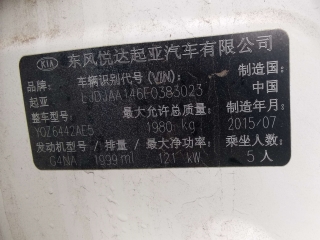 KIA 东风悦达起亚汽车有限公司
品牌: 车辆识别代号(VIN): 制造国:
起亚 LJDJAA146F0383023 中国
整车型号: 最大允许总质量: 制造年月:
YQZ6442AE5 1980 kg 2015/07
发动机型号 / 排量 / 最大净功率: 乘坐人数:
G4NA 1999 ml 121 kW 5 人